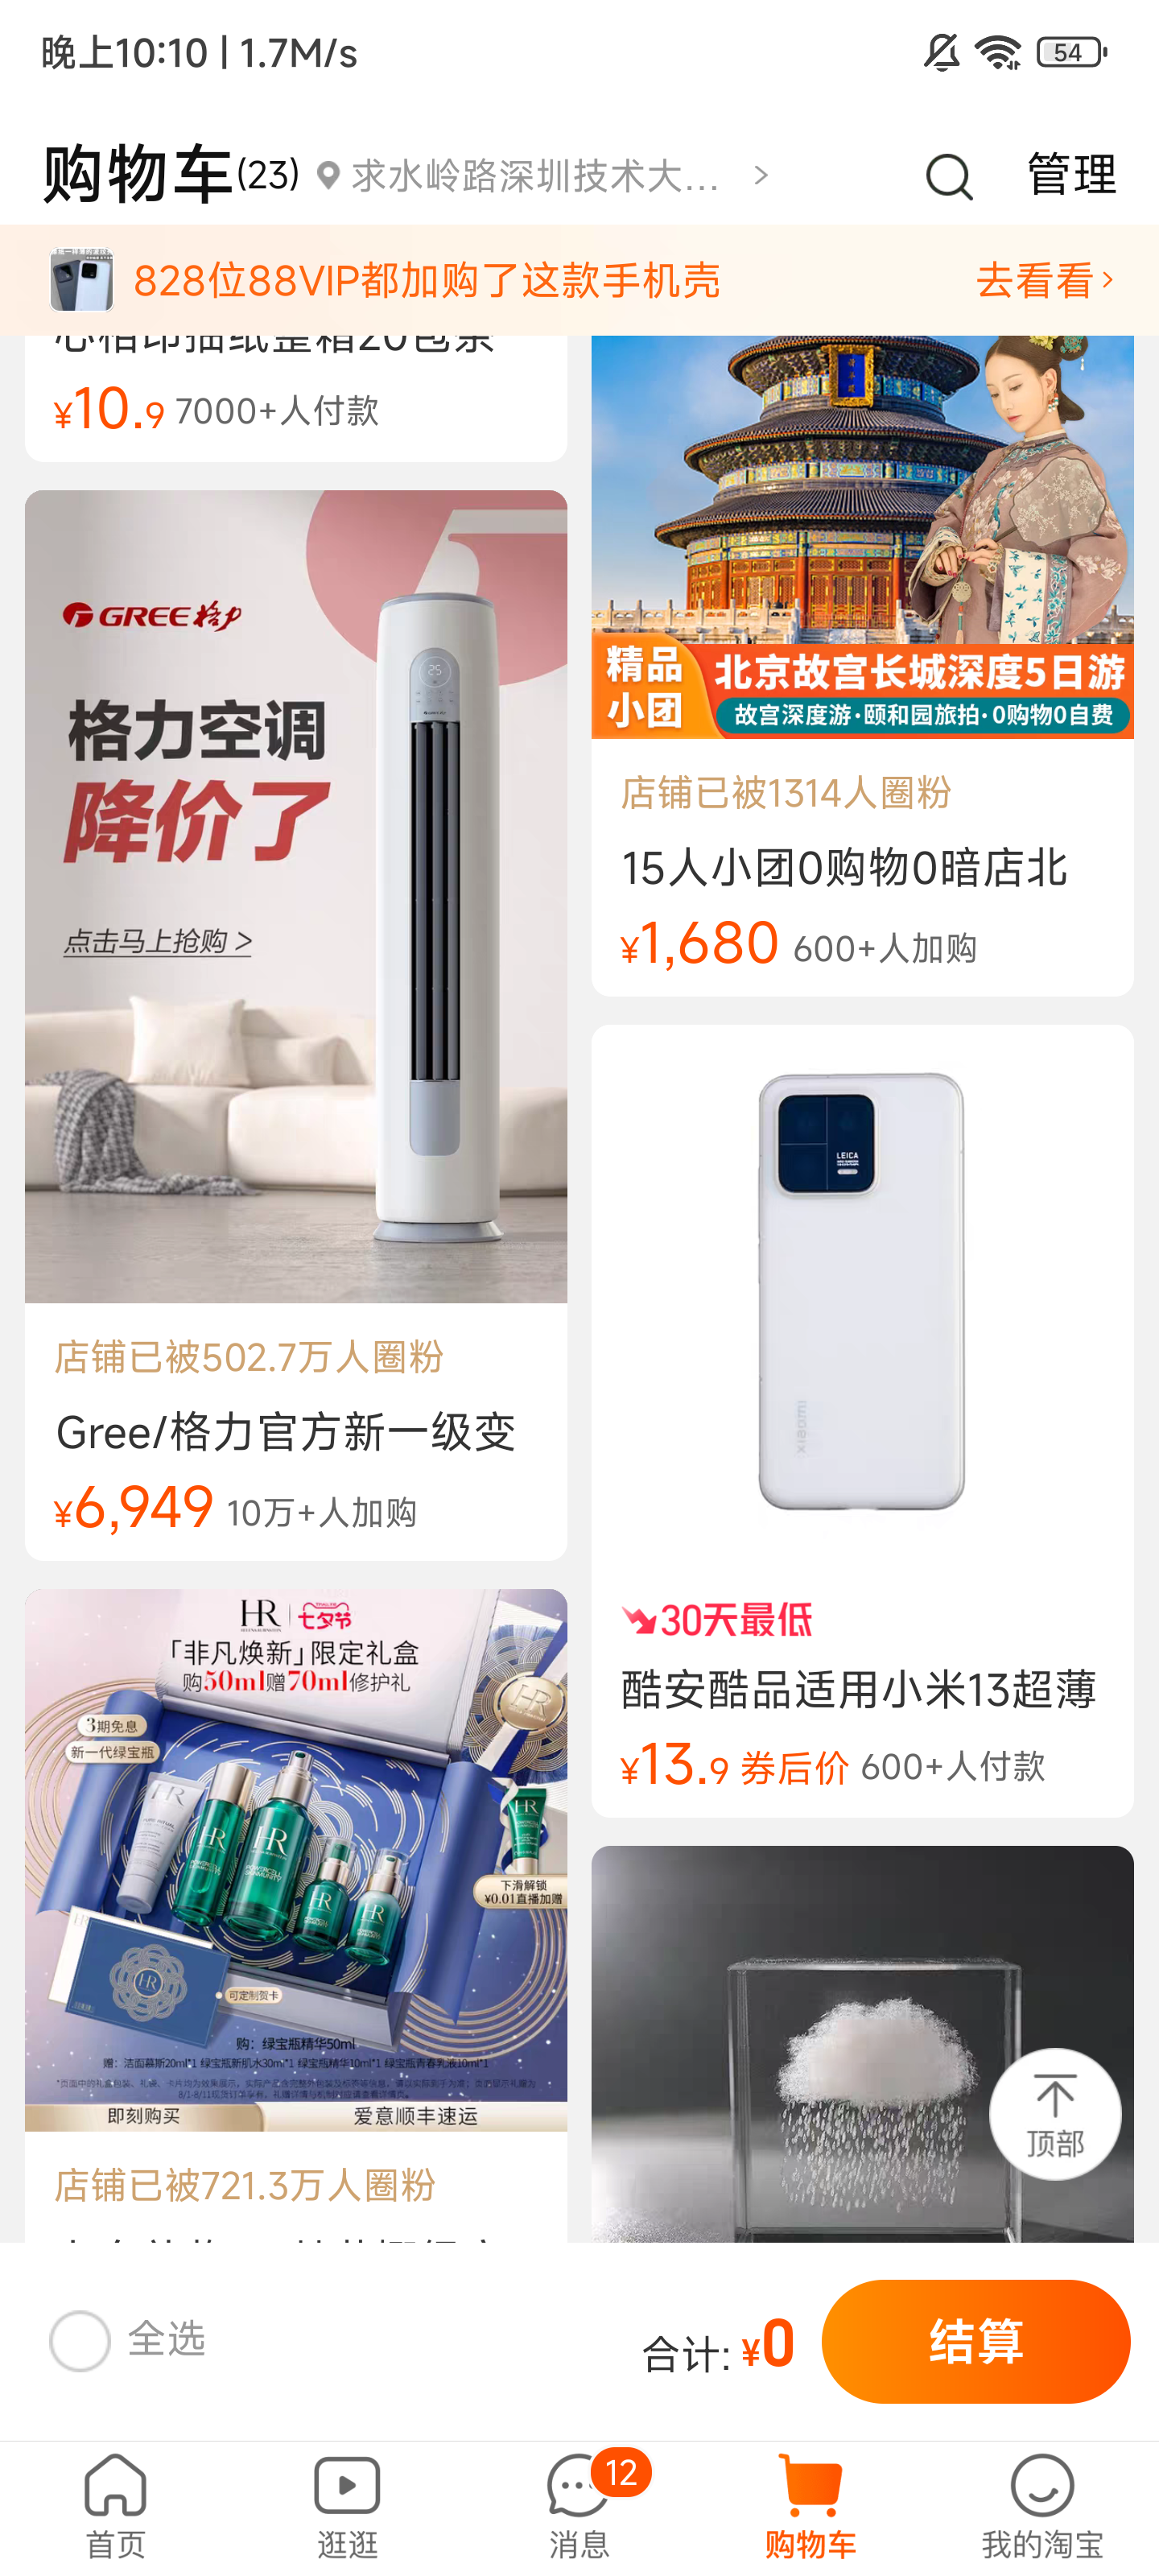 晚上10:10 | 1.7M/s
54
购物车(23)
求水岭路深圳技术大...
管理
828位88VIP都加购了这款手机壳
去看看
心相印抽纸整箱20包家
¥10.9 7000+人付款
GREE 格力
格力空调
降价了
点击马上抢购 >
店铺已被502.7万人圈粉
Gree/格力官方新一级变
¥6,949 10万+人加购
HR 七夕节
「非凡焕新」限定礼盒
购50ml赠70ml修护礼
3期免息
新一代绿宝瓶
下滑解锁
¥0.01直播加赠
可定制贺卡
购：绿宝瓶精华50ml
赠：洁面慕斯20ml*1 绿宝瓶新肌水30ml*1 绿宝瓶精华10ml*1 绿宝瓶青春乳液10ml*1
即刻购买
爱意顺丰速运
店铺已被721.3万人圈粉
精品
小团
北京故宫长城深度5日游
故宫深度游·颐和园旅拍·0购物0自费
店铺已被1314人圈粉
15人小团0购物0暗店北
¥1,680 600+人加购
LEICA
xiaomi
30天最低
酷安酷品适用小米13超薄
¥13.9 券后价 600+人付款
顶部
全选
合计: ¥0
结算
首页
逛逛
12
消息
购物车
我的淘宝